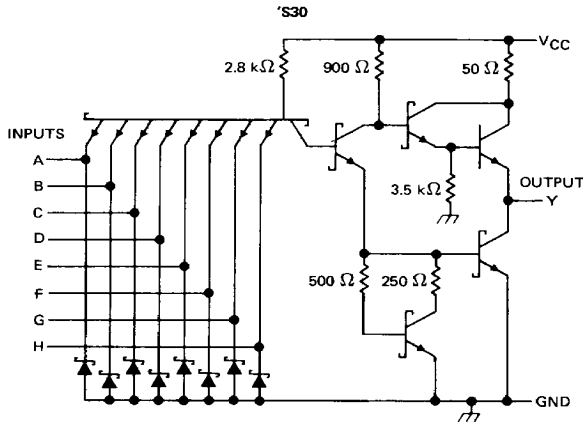 'S30
VCC
2.8 kΩ
900 Ω
50 Ω
INPUTS
A
B
C
D
E
F
G
H
3.5 kΩ
OUTPUT
Y
500 Ω
250 Ω
GND